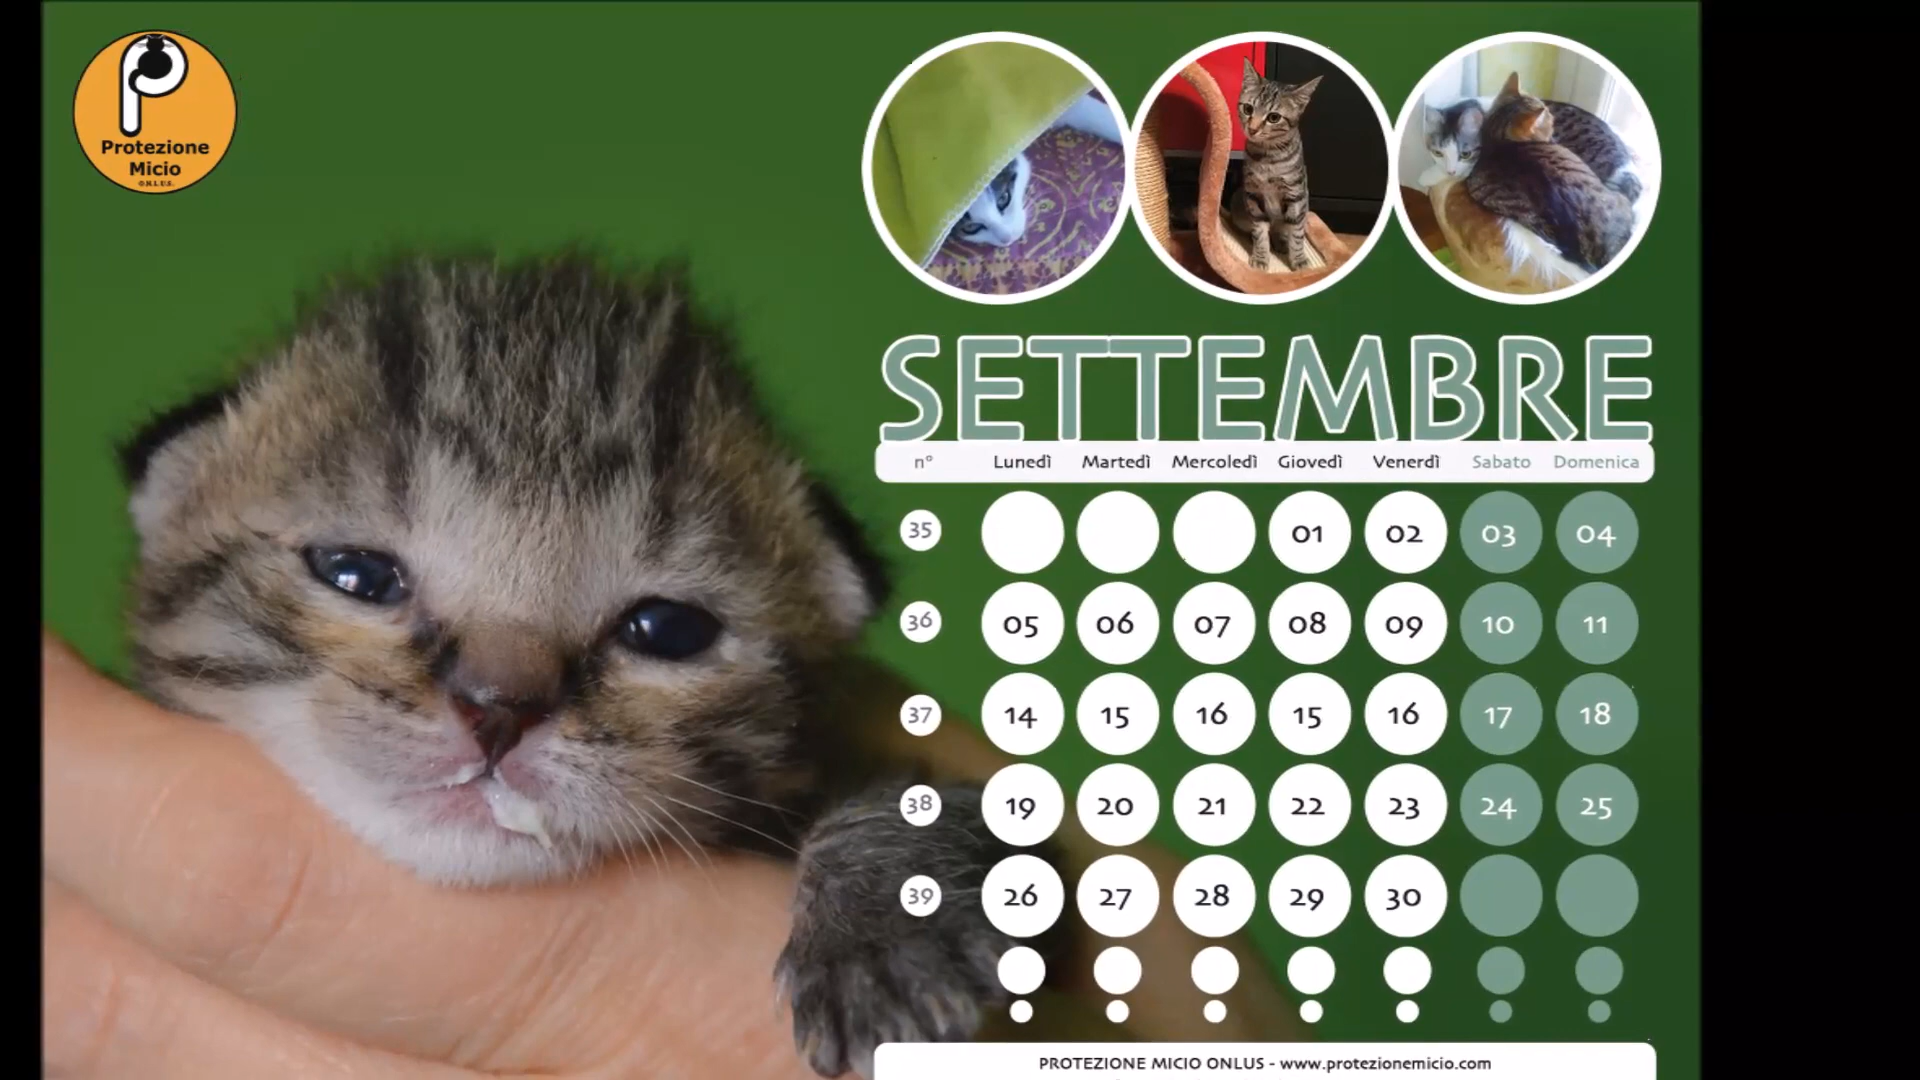 Protezione
Micio
O.N.L.U.S.
SETTEMBRE
n° Lunedì Martedì Mercoledì Giovedì Venerdì Sabato Domenica
35 01 02 03 04
36 05 06 07 08 09 10 11
37 14 15 16 15 16 17 18
38 19 20 21 22 23 24 25
39 26 27 28 29 30
PROTEZIONE MICIO ONLUS - www.protezionemicio.com